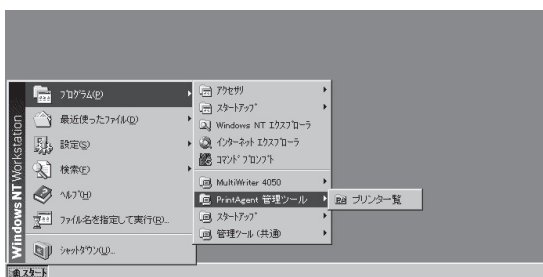 Windows NT Workstation
プログラム(P)
最近使ったファイル(D)
設定(S)
検索(F)
ヘルプ(H)
ファイル名を指定して実行(R)...
シャットダウン(U)...
アクセサリ
スタートアップ
Windows NT エクスプローラ
インターネット エクスプローラ
コマンド プロンプト
MultiWriter 4050
PrintAgent 管理ツール
スタートアップ
管理ツール (共通)
プリンター覧
スタート